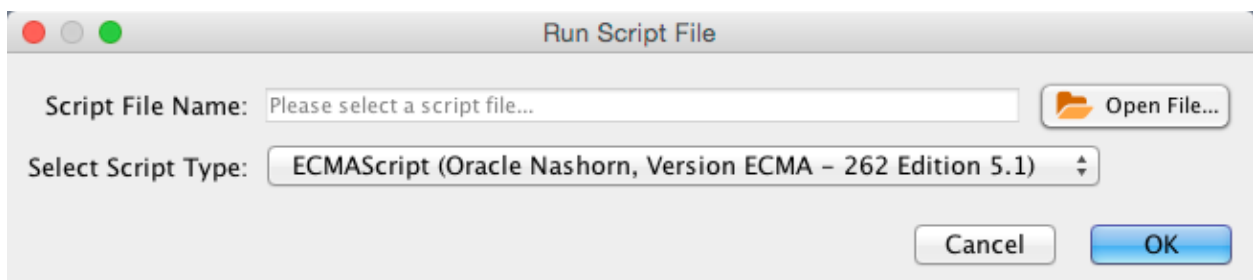 Run Script File
Script File Name: Please select a script file... Open File...
Select Script Type: ECMAScript (Oracle Nashorn, Version ECMA - 262 Edition 5.1)
Cancel OK